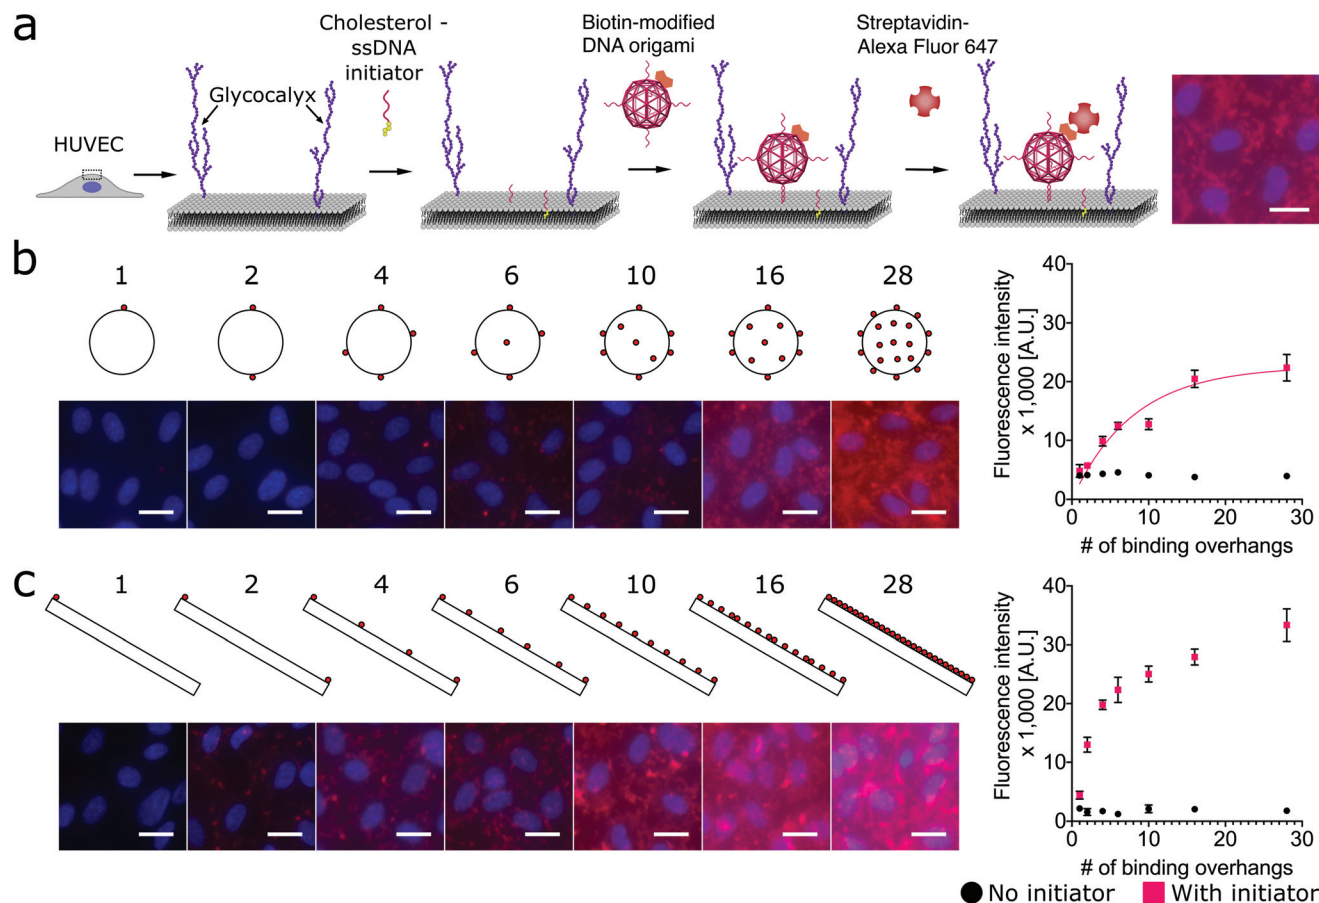 a
Cholesterol -
ssDNA
initiator
Biotin-modified
DNA origami
Streptavidin-
Alexa Fluor 647
Glycocalyx
HUVEC
b
1 2 4 6 10 16 28
Fluorescence intensity
x 1,000 [A.U.]
40
30
20
10
0
0 10 20 30
# of binding overhangs
c
1 2 4 6 10 16 28
Fluorescence intensity
x 1,000 [A.U.]
40
30
20
10
0
0 10 20 30
# of binding overhangs
No initiator With initiator